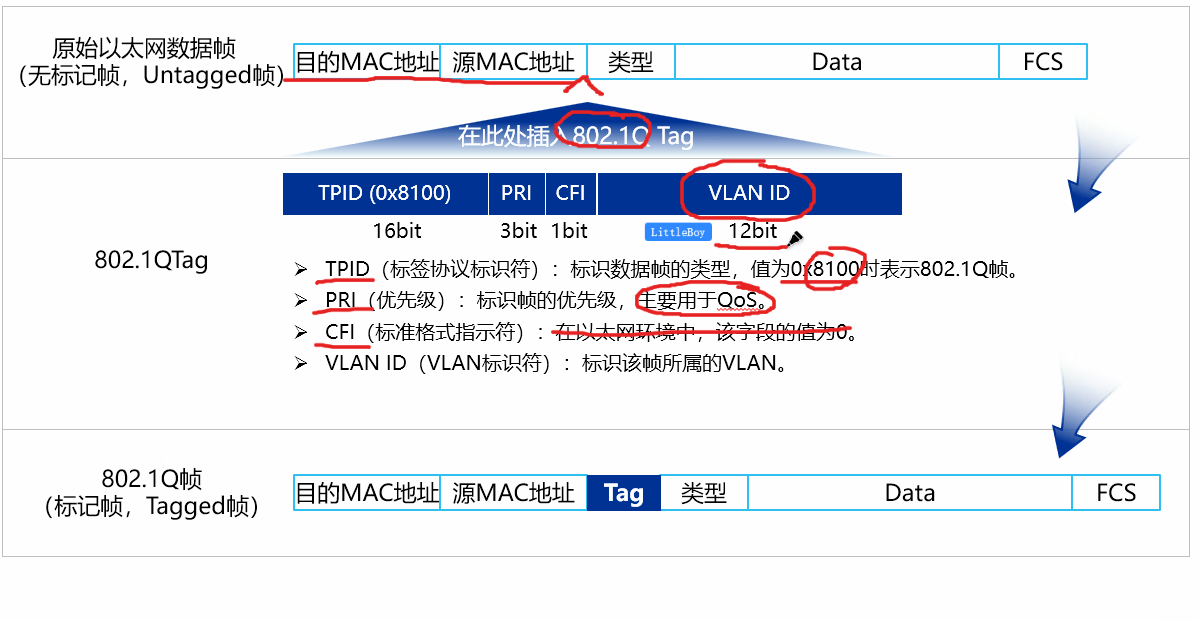 原始以太网数据帧
(无标记帧，Untagged帧)
目的MAC地址 源MAC地址 类型 Data FCS
在此处插入802.1Q Tag
TPID (0x8100) PRI CFI VLAN ID
16bit 3bit 1bit LittleBoy 12bit
802.1QTag
➢ TPID（标签协议标识符）：标识数据帧的类型，值为0x8100时表示802.1Q帧。
➢ PRI（优先级）：标识帧的优先级，主要用于QoS。
➢ CFI（标准格式指示符）：在以太网环境中，该字段的值为0。
➢ VLAN ID（VLAN标识符）：标识该帧所属的VLAN。
802.1Q帧
(标记帧，Tagged帧)
目的MAC地址 源MAC地址 Tag 类型 Data FCS